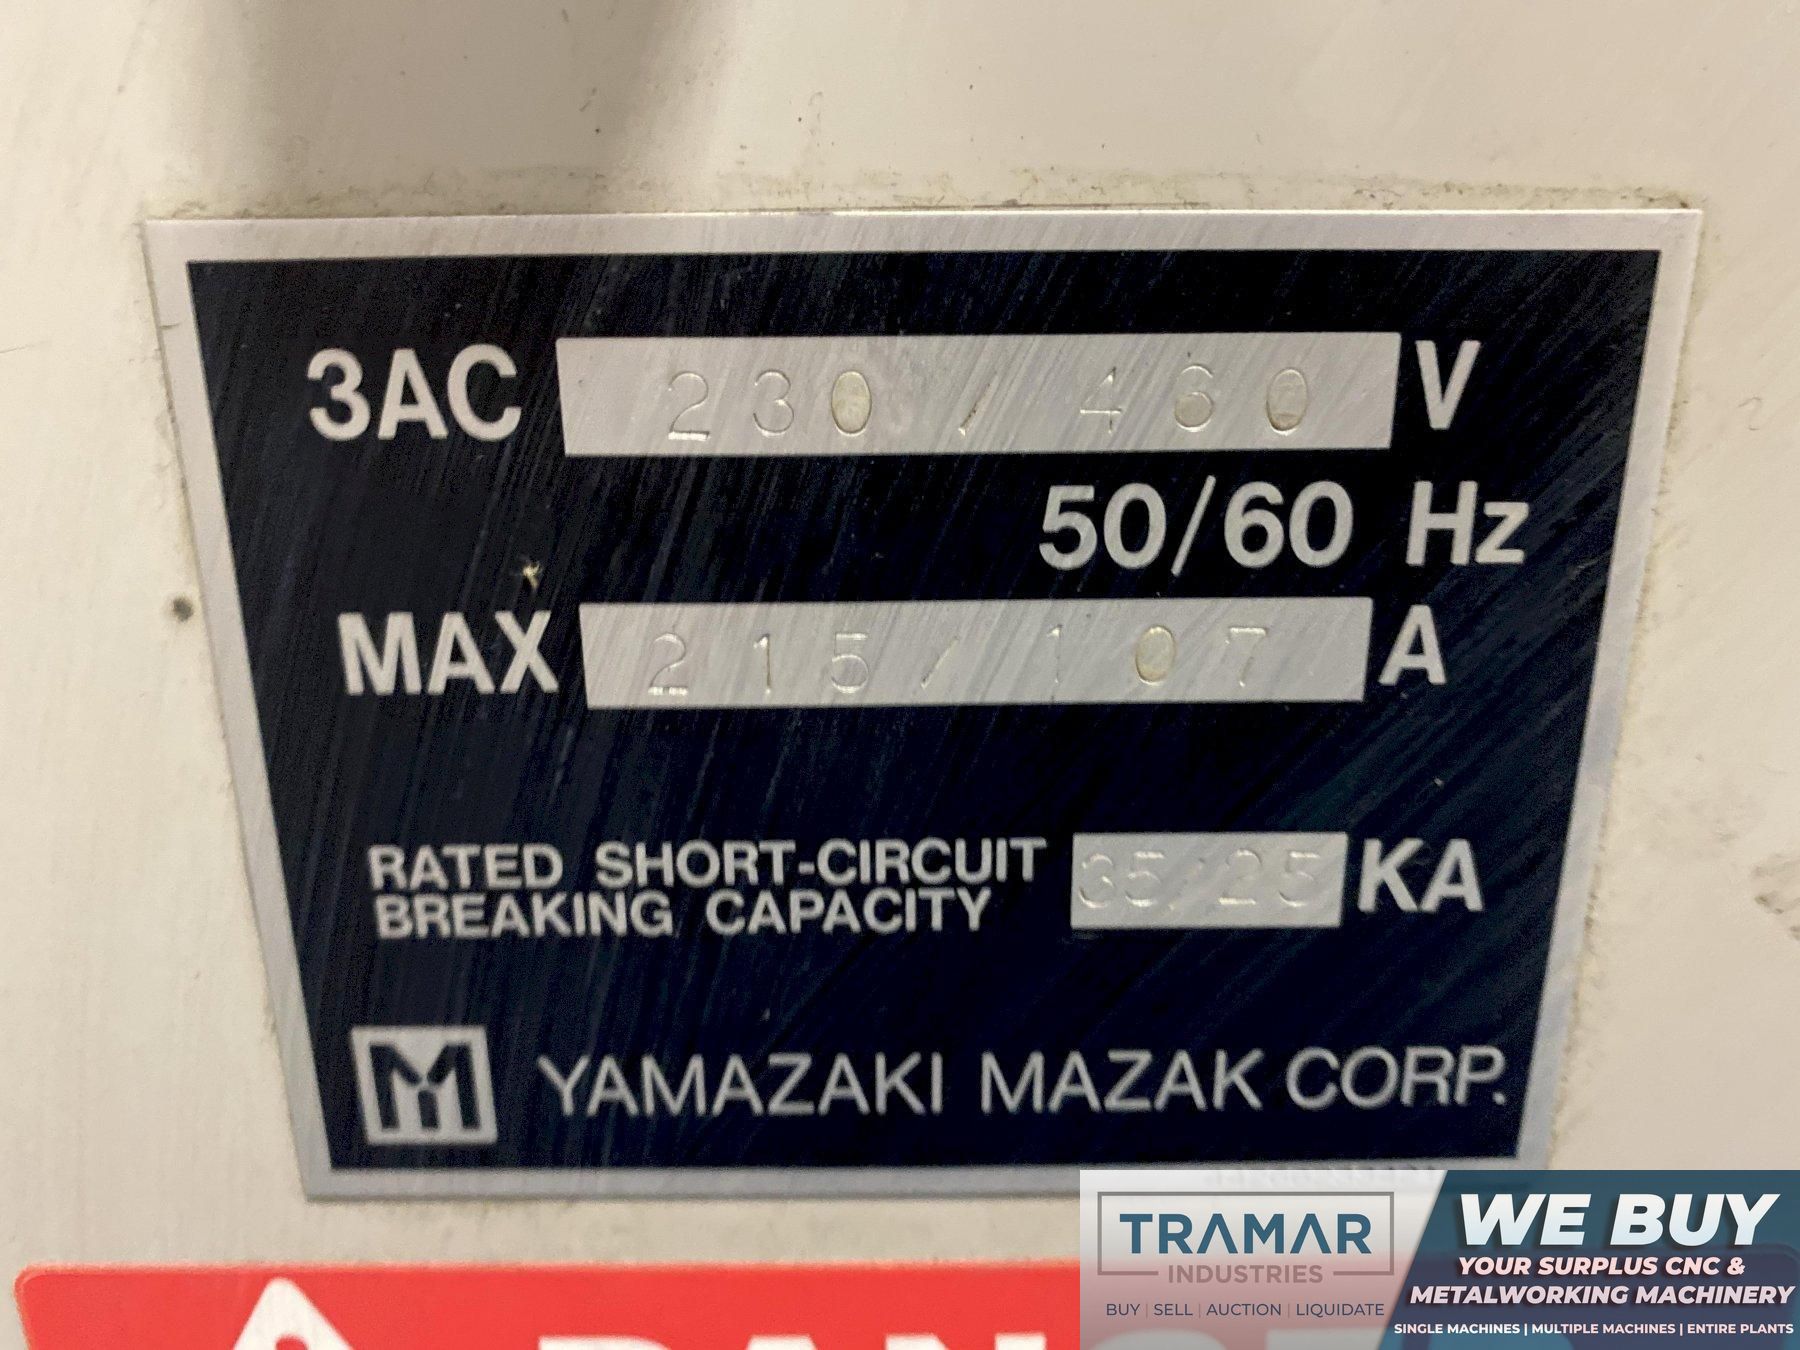 3AC 230/460 V
50/60 Hz
MAX 215/107 A
RATED SHORT-CIRCUIT
BREAKING CAPACITY 35/25 KA
M YAMAZAKI MAZAK CORP.
TRAMAR
INDUSTRIES
BUY | SELL | AUCTION | LIQUIDATE
WE BUY
YOUR SURPLUS CNC &
METALWORKING MACHINERY
SINGLE MACHINES | MULTIPLE MACHINES | ENTIRE PLANTS